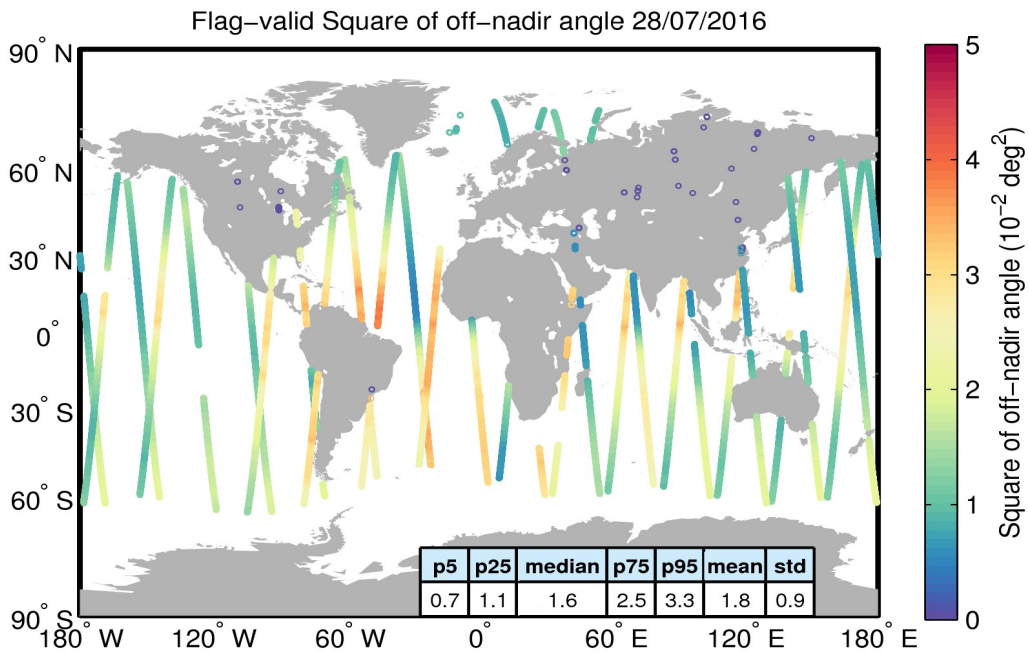 Flag−valid Square of off−nadir angle 28/07/2016
90° N
60° N
30° N
0°
30° S
60° S
90° S
180° W
120° W
60° W
0°
60° E
120° E
180° E
p5 p25 median p75 p95 mean std
0.7 1.1 1.6 2.5 3.3 1.8 0.9
5
4
3
2
1
0
Square of off−nadir angle (10⁻² deg²)